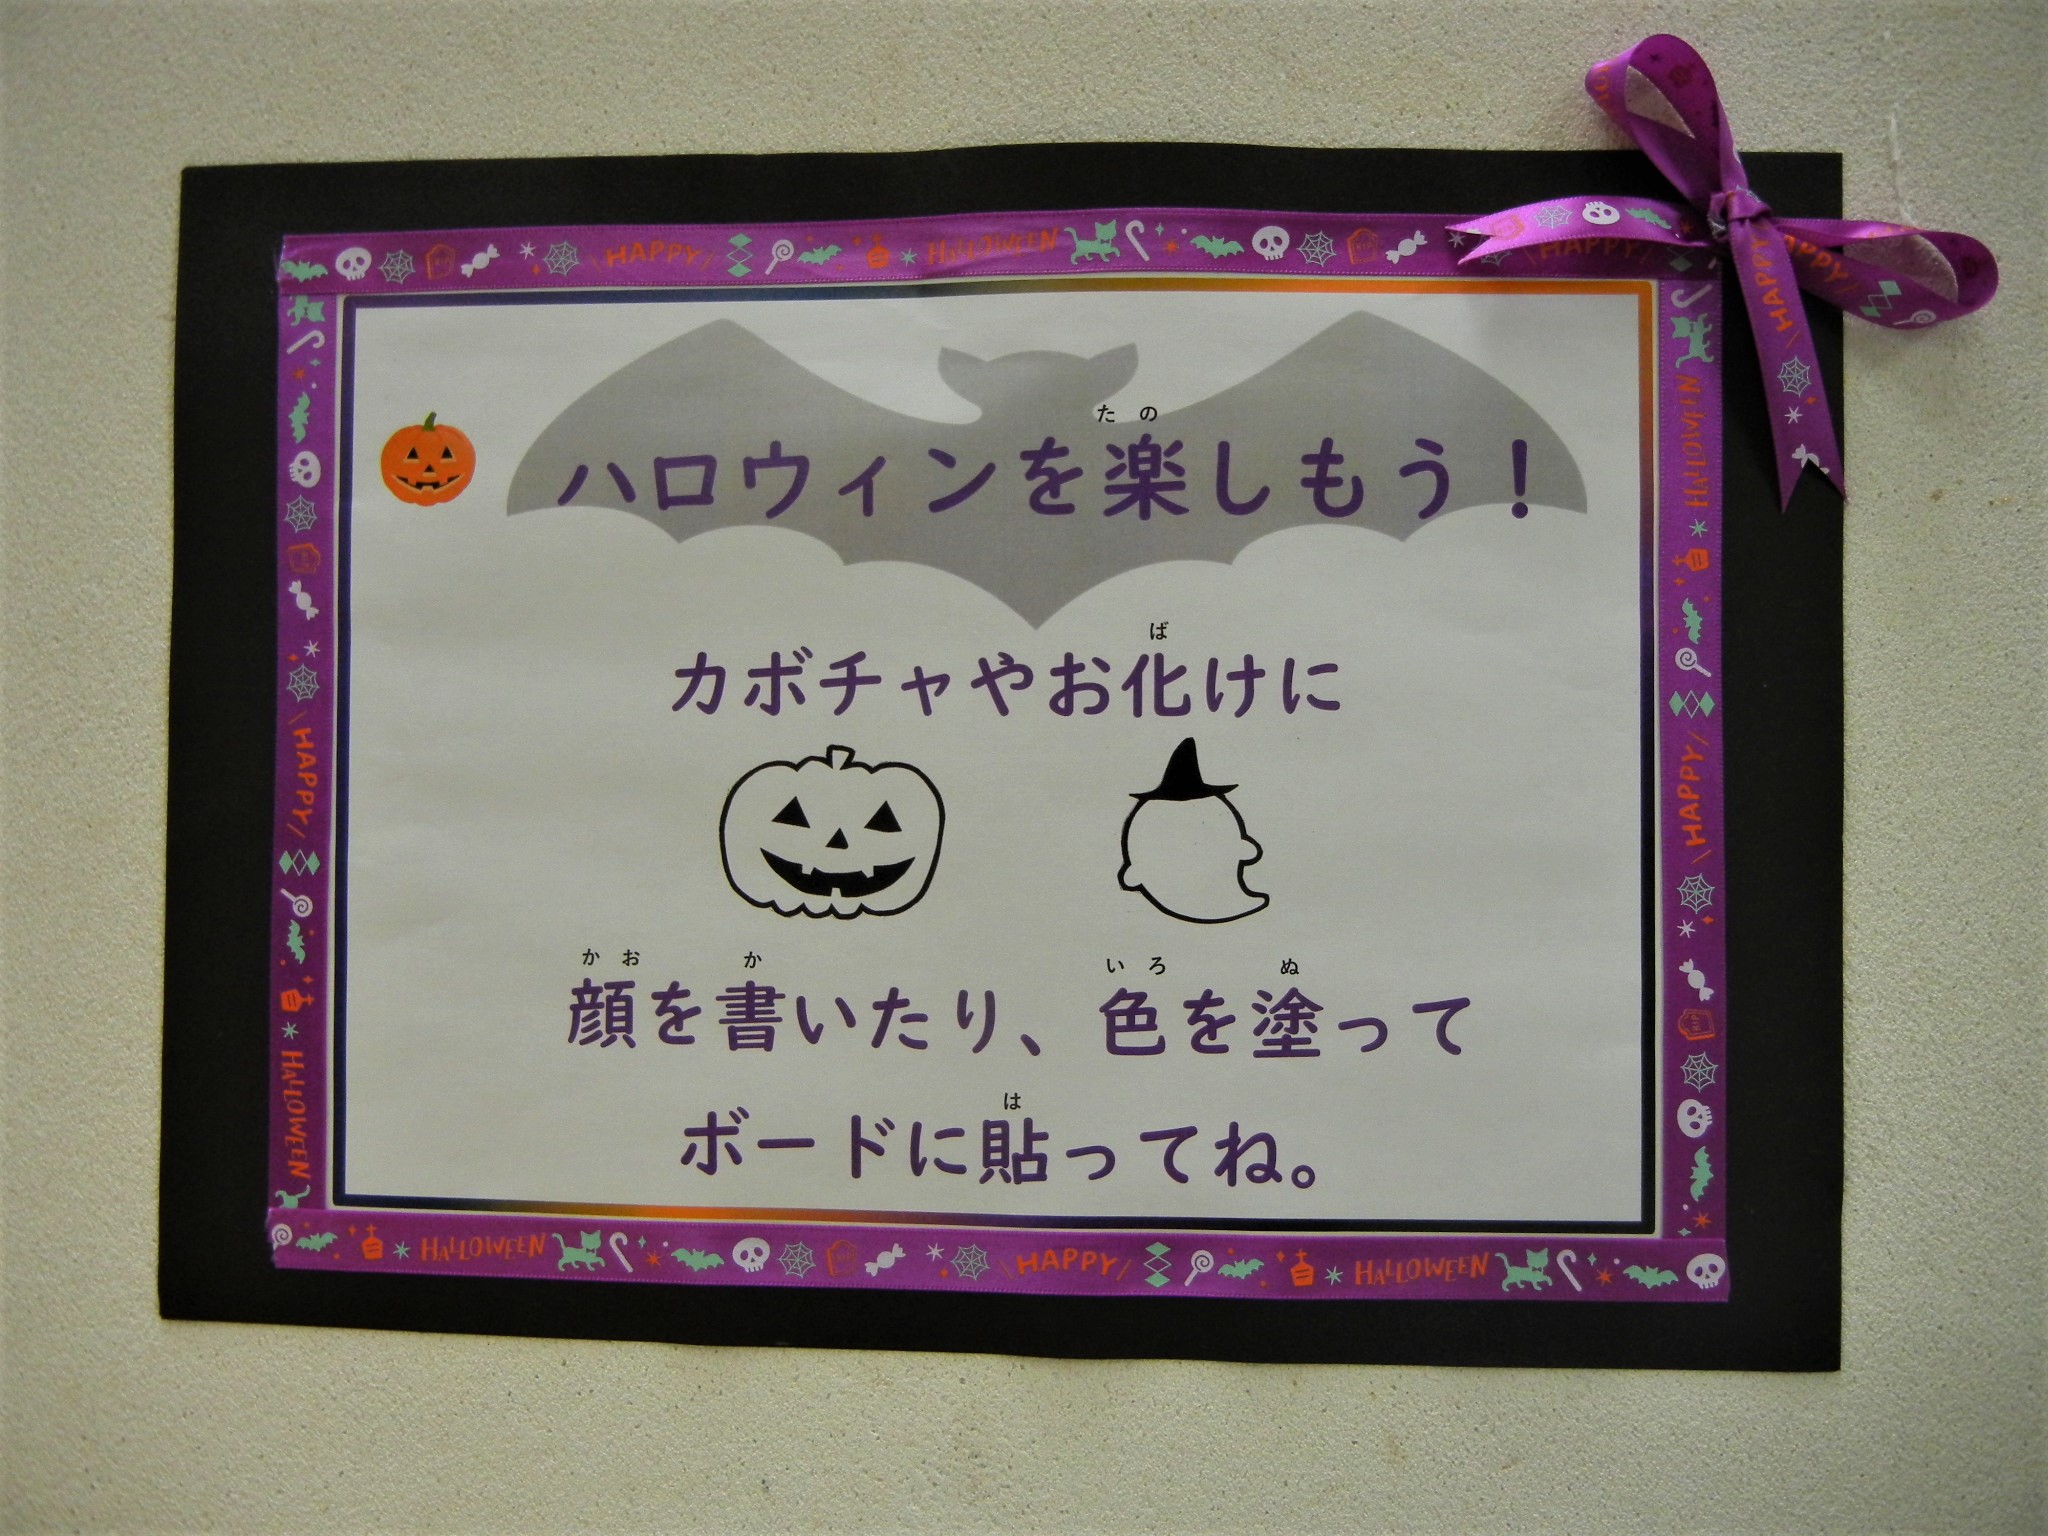 ハロウィンを楽しもう!
カボチャやお化けに
顔を書いたり、色を塗って
ボードに貼ってね。
たの
ば
かお
か
いろ
ぬ
は
HAPPY
HALLOWEEN
RIP